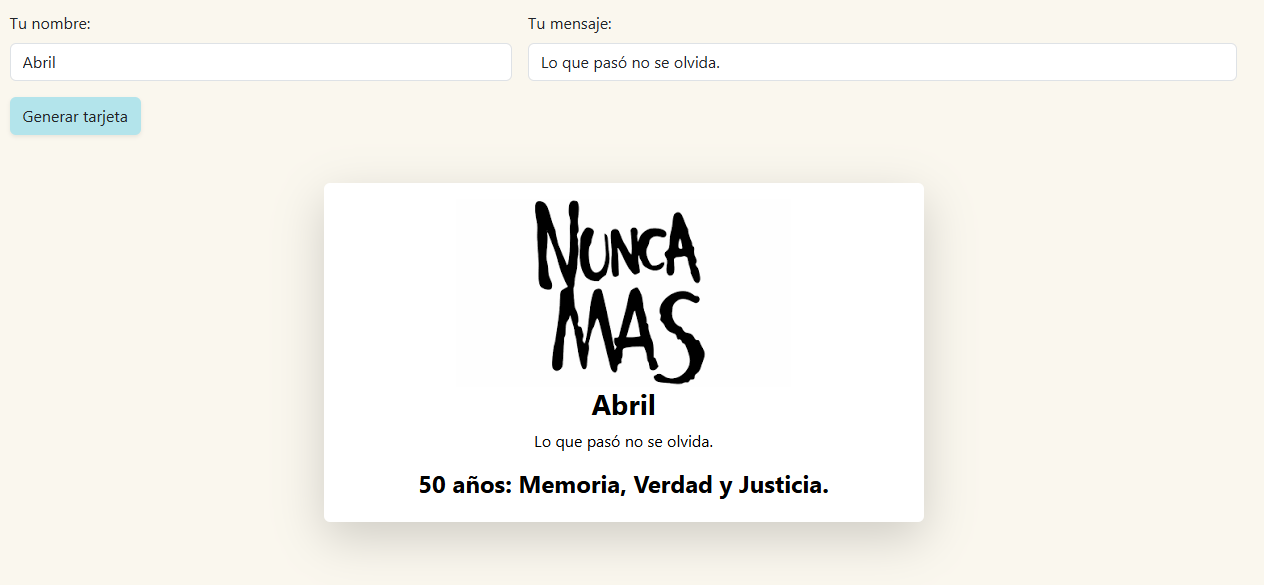 Tu nombre:
Tu mensaje:
Abril
Lo que pasó no se olvida.
Generar tarjeta
NUNCA
MAS
Abril
Lo que pasó no se olvida.
50 años: Memoria, Verdad y Justicia.